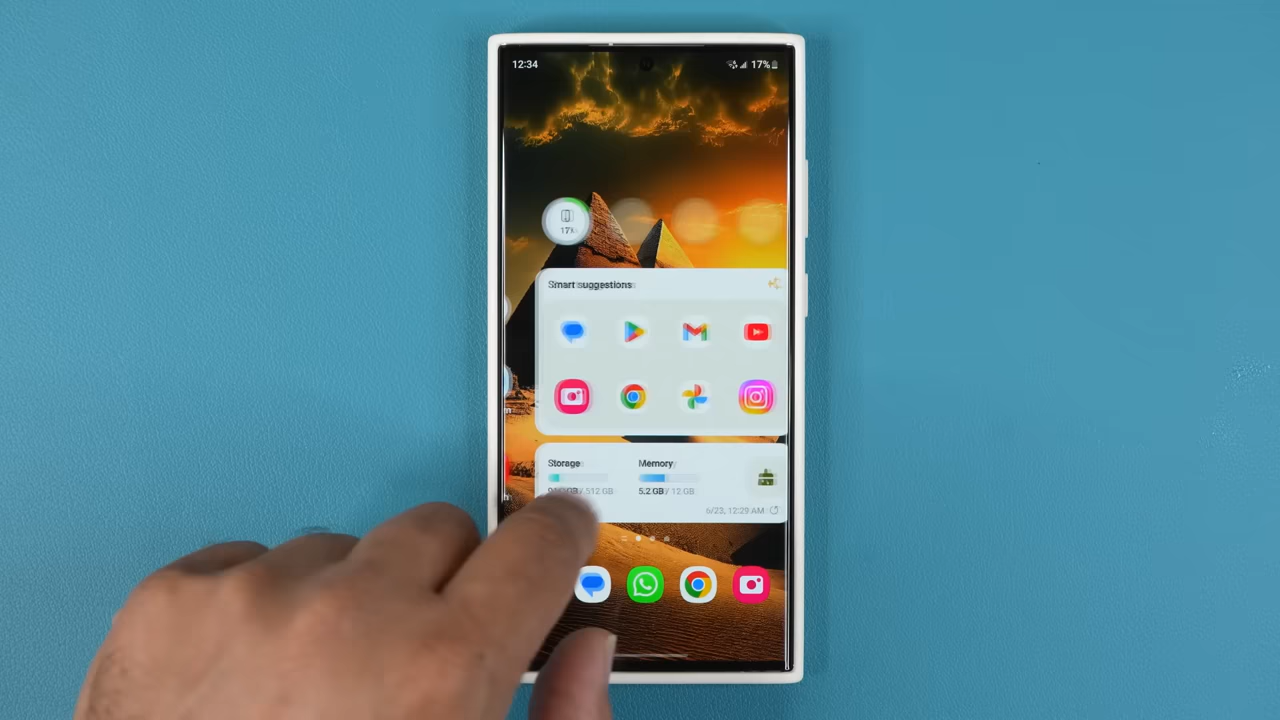 12:34
17%
17%
Smart suggestions
Storage
Memory
/ 512 GB
5.2 GB / 12 GB
6/23, 12:29 AM